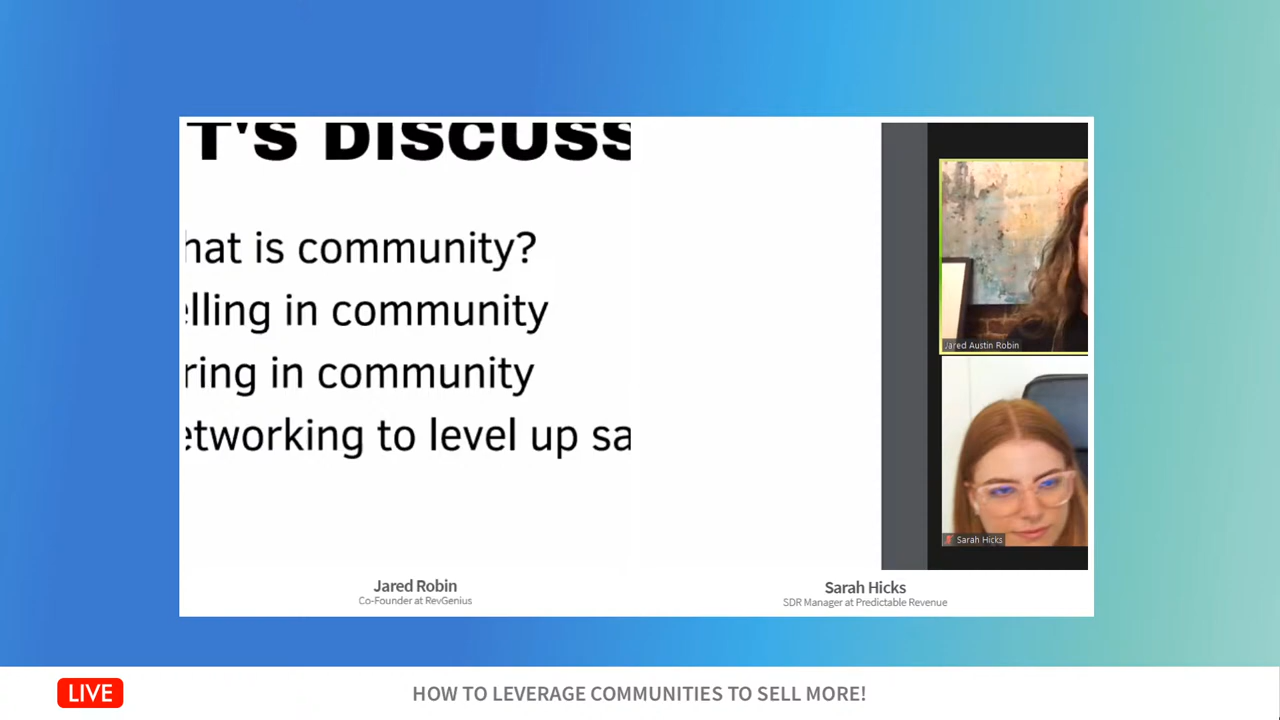 T'S DISCUSS
hat is community?
elling in community
ring in community
etworking to level up sa
Jared Austin Robin
Sarah Hicks
Jared Robin
Co-Founder at RevGenius
Sarah Hicks
SDR Manager at Predictable Revenue
LIVE
HOW TO LEVERAGE COMMUNITIES TO SELL MORE!